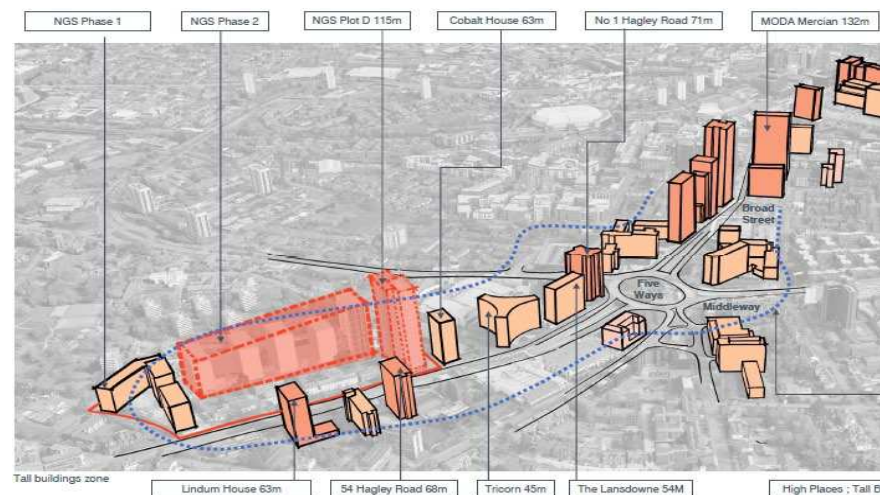 NGS Phase 1
NGS Phase 2
NGS Plot D 115m
Cobalt House 63m
No 1 Hagley Road 71m
MODA Mercian 132m
Broad
Street
Five
Ways
Middleway
Tall buildings zone
Lindum House 63m
54 Hagley Road 68m
Tricorn 45m
The Lansdowne 54M
High Places ; Tall B